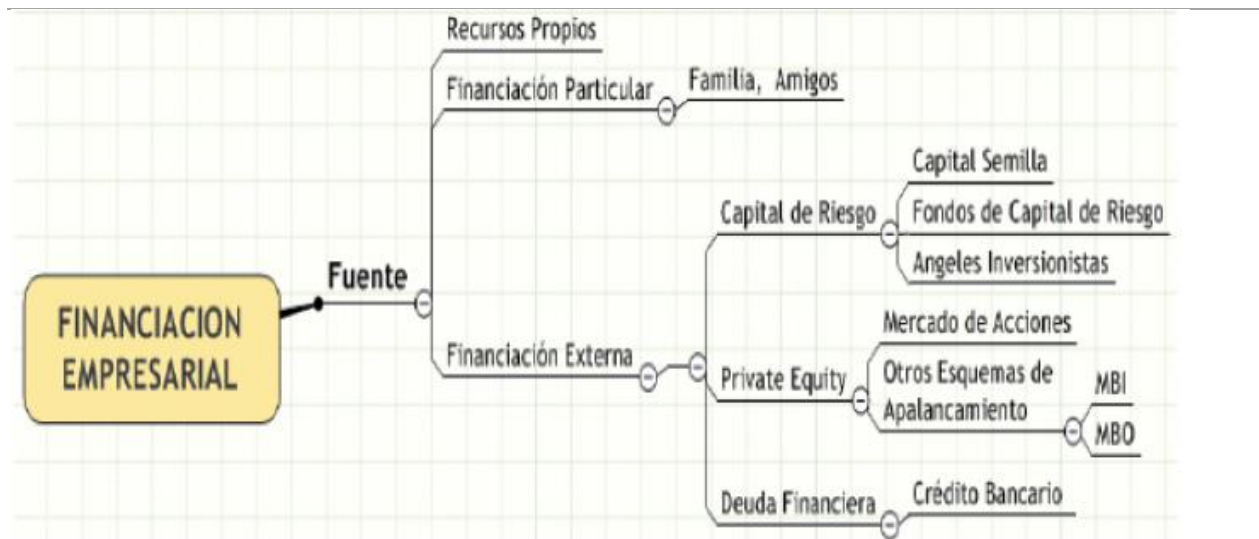 Recursos Propios
Financiación Particular
Familia, Amigos
Capital Semilla
Capital de Riesgo
Fondos de Capital de Riesgo
Angeles Inversionistas
Fuente
FINANCIACION
EMPRESARIAL
Financiación Externa
Mercado de Acciones
Private Equity
Otros Esquemas de
Apalancamiento
MBI
MBO
Deuda Financiera
Crédito Bancario